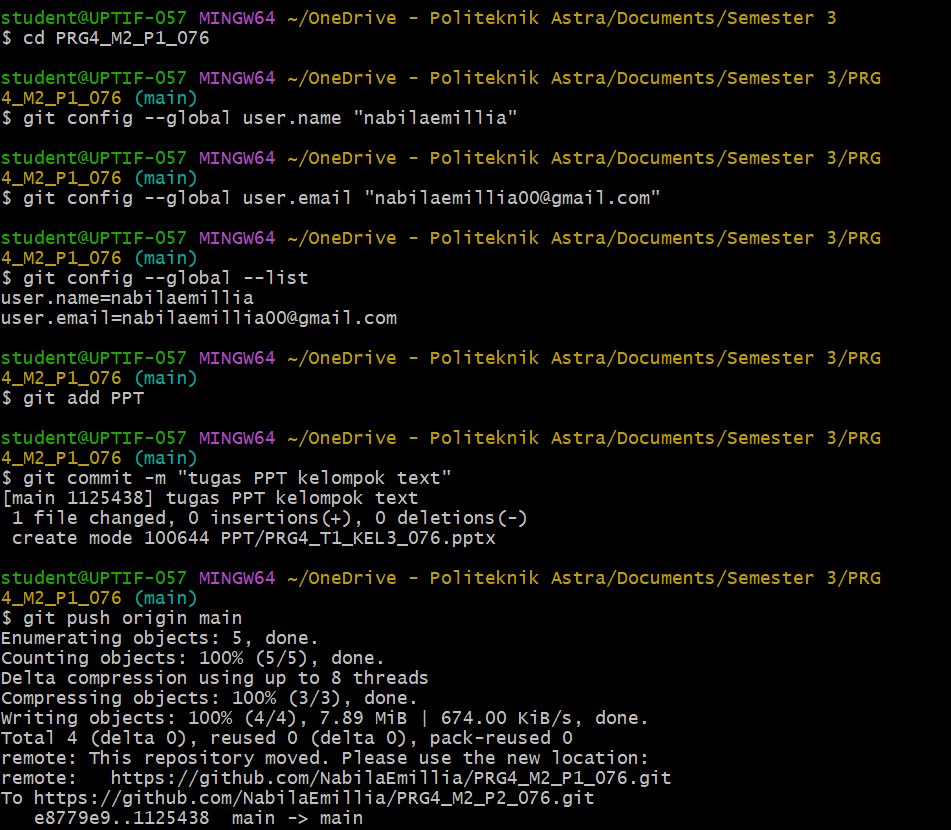 student@UPTIF-057 MINGW64 ~/OneDrive - Politeknik Astra/Documents/Semester 3
$ cd PRG4_M2_P1_076
student@UPTIF-057 MINGW64 ~/OneDrive - Politeknik Astra/Documents/Semester 3/PRG
4_M2_P1_076 (main)
$ git config --global user.name "nabilaemillia"
student@UPTIF-057 MINGW64 ~/OneDrive - Politeknik Astra/Documents/Semester 3/PRG
4_M2_P1_076 (main)
$ git config --global user.email "nabilaemillia00@gmail.com"
student@UPTIF-057 MINGW64 ~/OneDrive - Politeknik Astra/Documents/Semester 3/PRG
4_M2_P1_076 (main)
$ git config --global --list
user.name=nabilaemillia
user.email=nabilaemillia00@gmail.com
student@UPTIF-057 MINGW64 ~/OneDrive - Politeknik Astra/Documents/Semester 3/PRG
4_M2_P1_076 (main)
$ git add PPT
student@UPTIF-057 MINGW64 ~/OneDrive - Politeknik Astra/Documents/Semester 3/PRG
4_M2_P1_076 (main)
$ git commit -m "tugas PPT kelompok text"
[main 1125438] tugas PPT kelompok text
 1 file changed, 0 insertions(+), 0 deletions(-)
 create mode 100644 PPT/PRG4_T1_KEL3_076.pptx
student@UPTIF-057 MINGW64 ~/OneDrive - Politeknik Astra/Documents/Semester 3/PRG
4_M2_P1_076 (main)
$ git push origin main
Enumerating objects: 5, done.
Counting objects: 100% (5/5), done.
Delta compression using up to 8 threads
Compressing objects: 100% (3/3), done.
Writing objects: 100% (4/4), 7.89 MiB | 674.00 KiB/s, done.
Total 4 (delta 0), reused 0 (delta 0), pack-reused 0
remote: This repository moved. Please use the new location:
remote:   https://github.com/NabilaEmillia/PRG4_M2_P1_076.git
To https://github.com/NabilaEmillia/PRG4_M2_P2_076.git
   e8779e9..1125438  main -> main